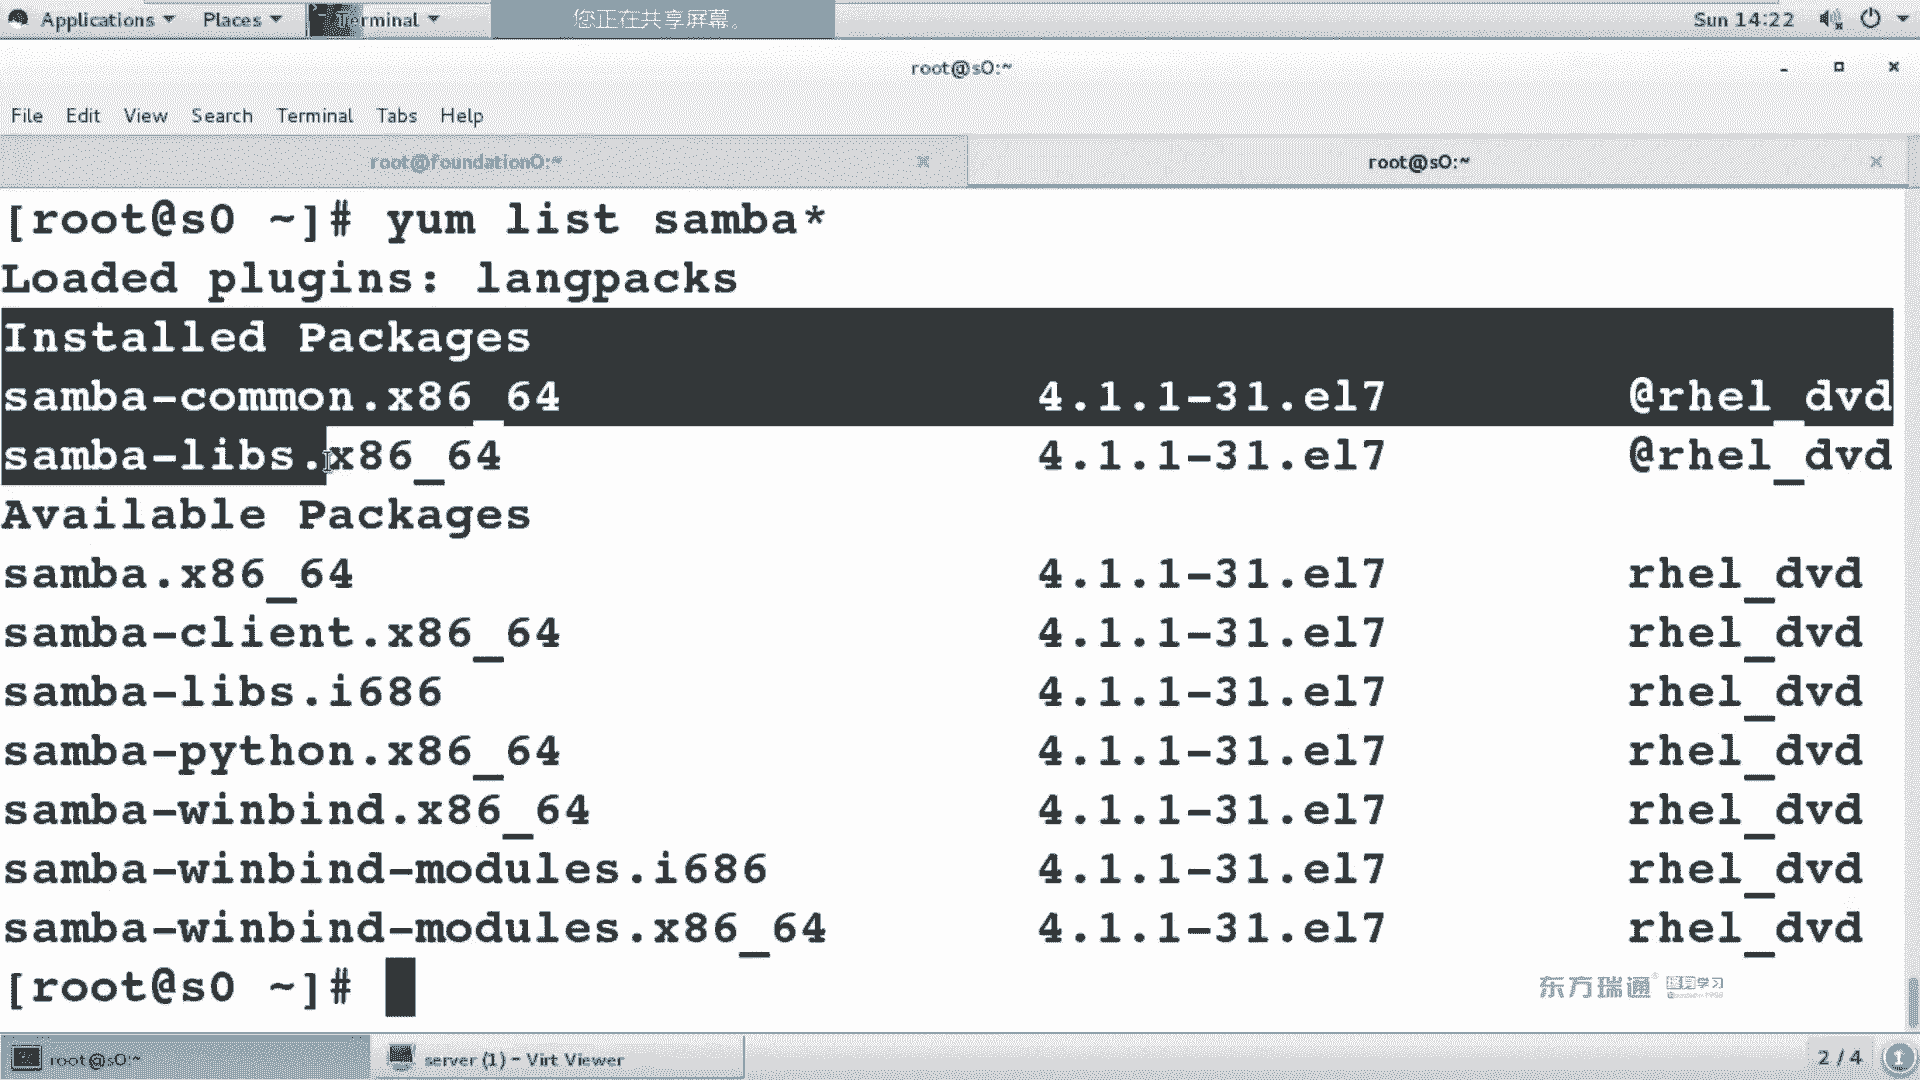 Applications Places Terminal 您正在共享屏幕。 Sun 14:22
root@s0:~
File Edit View Search Terminal Tabs Help
root@foundation0:~ root@s0:~
[root@s0 ~]# yum list samba*
Loaded plugins: langpacks
Installed Packages
samba-common.x86_64 4.1.1-31.el7 @rhel_dvd
samba-libs.x86_64 4.1.1-31.el7 @rhel_dvd
Available Packages
samba.x86_64 4.1.1-31.el7 rhel_dvd
samba-client.x86_64 4.1.1-31.el7 rhel_dvd
samba-libs.i686 4.1.1-31.el7 rhel_dvd
samba-python.x86_64 4.1.1-31.el7 rhel_dvd
samba-winbind.x86_64 4.1.1-31.el7 rhel_dvd
samba-winbind-modules.i686 4.1.1-31.el7 rhel_dvd
samba-winbind-modules.x86_64 4.1.1-31.el7 rhel_dvd
[root@s0 ~]#
东方瑞通® 学习
root@s0:~ server (1) - Virt Viewer 2 / 4 1